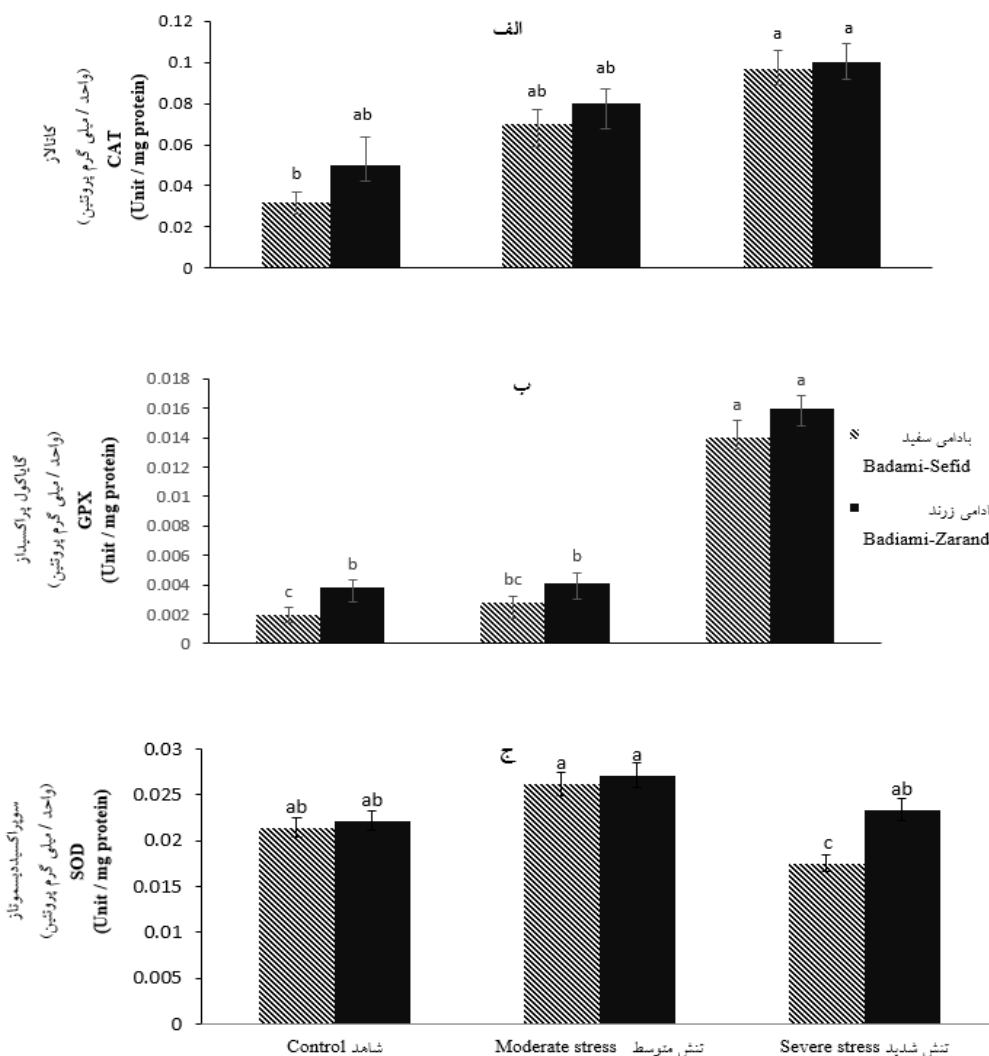 الف
كاتالاز
(واحد / میلی گرم پروتئین)
CAT
(Unit / mg protein)
0.12
0.1
0.08
0.06
0.04
0.02
0
b
ab
ab
ab
a
a
ب
گایاكول پراكسیداز
(واحد / میلی گرم پروتئین)
GPX
(Unit / mg protein)
0.018
0.016
0.014
0.012
0.01
0.008
0.006
0.004
0.002
0
c
b
bc
b
a
a
بادامی سفید
Badami-Sefid
ادامی زرند
Badiami-Zarand
ج
سوپراكسیددیسموتاز
(واحد / میلی گرم پروتئین)
SOD
(Unit / mg protein)
0.03
0.025
0.02
0.015
0.01
0.005
0
ab
ab
a
a
c
ab
Control شاهد
Moderate stress تنش متوسط
Severe stress تنش شدید